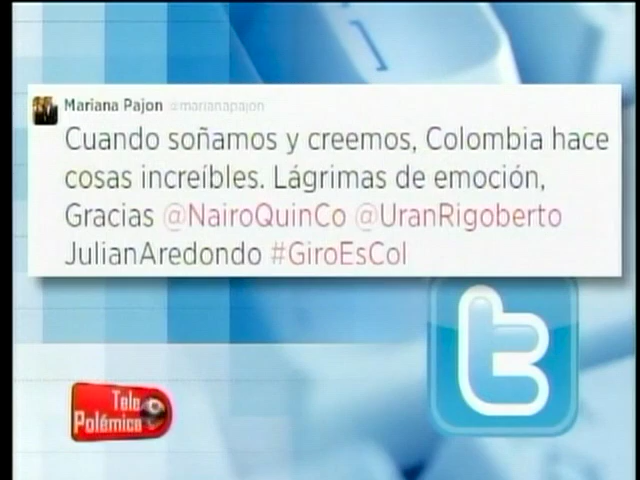 Mariana Pajon @marianapajon
Cuando soñamos y creemos, Colombia hace
cosas increíbles. Lágrimas de emoción,
Gracias @NairoQuinCo @UranRigoberto
JulianAredondo #GiroEsCol
Tele
Polémica